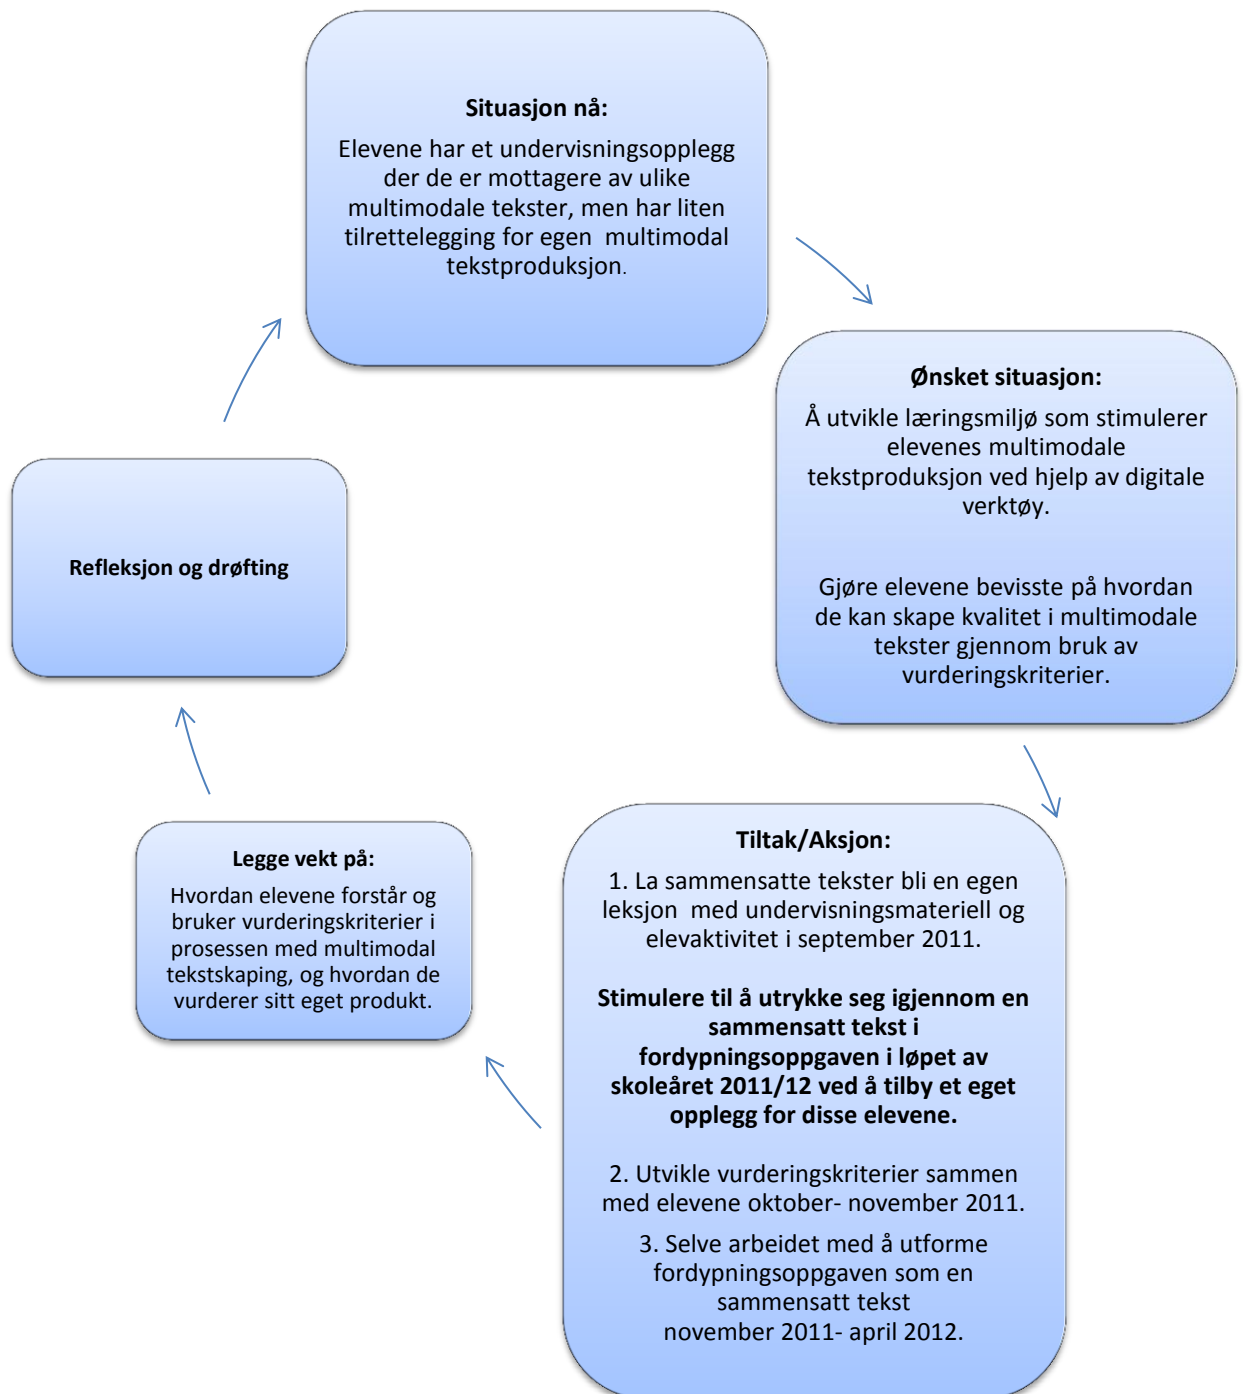 Situasjon nå:
Elevene har et undervisningsopplegg
der de er mottagere av ulike
multimodale tekster, men har liten
tilrettelegging for egen multimodal
tekstproduksjon.
Ønsket situasjon:
Å utvikle læringsmiljø som stimulerer
elevenes multimodale
tekstproduksjon ved hjelp av digitale
verktøy.
Gjøre elevene bevisste på hvordan
de kan skape kvalitet i multimodale
tekster gjennom bruk av
vurderingskriterier.
Tiltak/Aksjon:
1. La sammensatte tekster bli en egen
leksjon med undervisningsmateriell og
elevaktivitet i september 2011.
Stimulere til å utrykke seg igjennom en
sammensatt tekst i
fordypningsoppgaven i løpet av
skoleåret 2011/12 ved å tilby et eget
opplegg for disse elevene.
2. Utvikle vurderingskriterier sammen
med elevene oktober- november 2011.
3. Selve arbeidet med å utforme
fordypningsoppgaven som en
sammensatt tekst
november 2011- april 2012.
Legge vekt på:
Hvordan elevene forstår og
bruker vurderingskriterier i
prosessen med multimodal
tekstskaping, og hvordan de
vurderer sitt eget produkt.
Refleksjon og drøfting